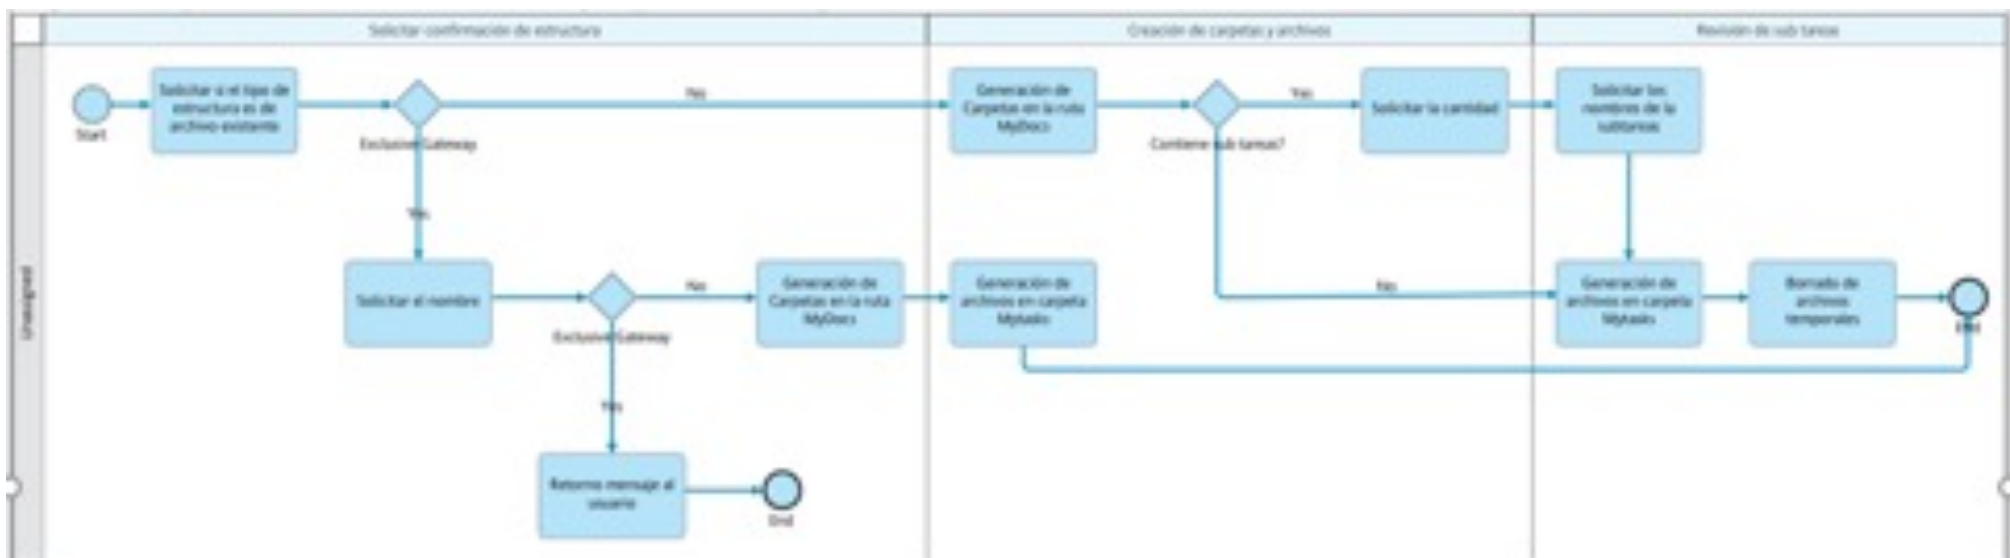 Solicitar confirmación de estructura
Creación de carpetas y archivos
Revisión de sub tareas
Unassigned
Start
Solicitar si el tipo de
estructura es de
archivo existente
Exclusive Gateway
No
Yes
Generación de
Carpetas en la ruta
MyDocs
Contiene sub tareas?
Yes
No
Solicitar la cantidad
Solicitar los
nombres de la
subtareas
Solicitar el nombre
Exclusive Gateway
No
Yes
Generación de
Carpetas en la ruta
MyDocs
Generación de
archivos en carpeta
Mytasks
Generación de
archivos en carpeta
Mytasks
Borrado de
archivos
temporales
End
Retorno mensaje al
usuario
End